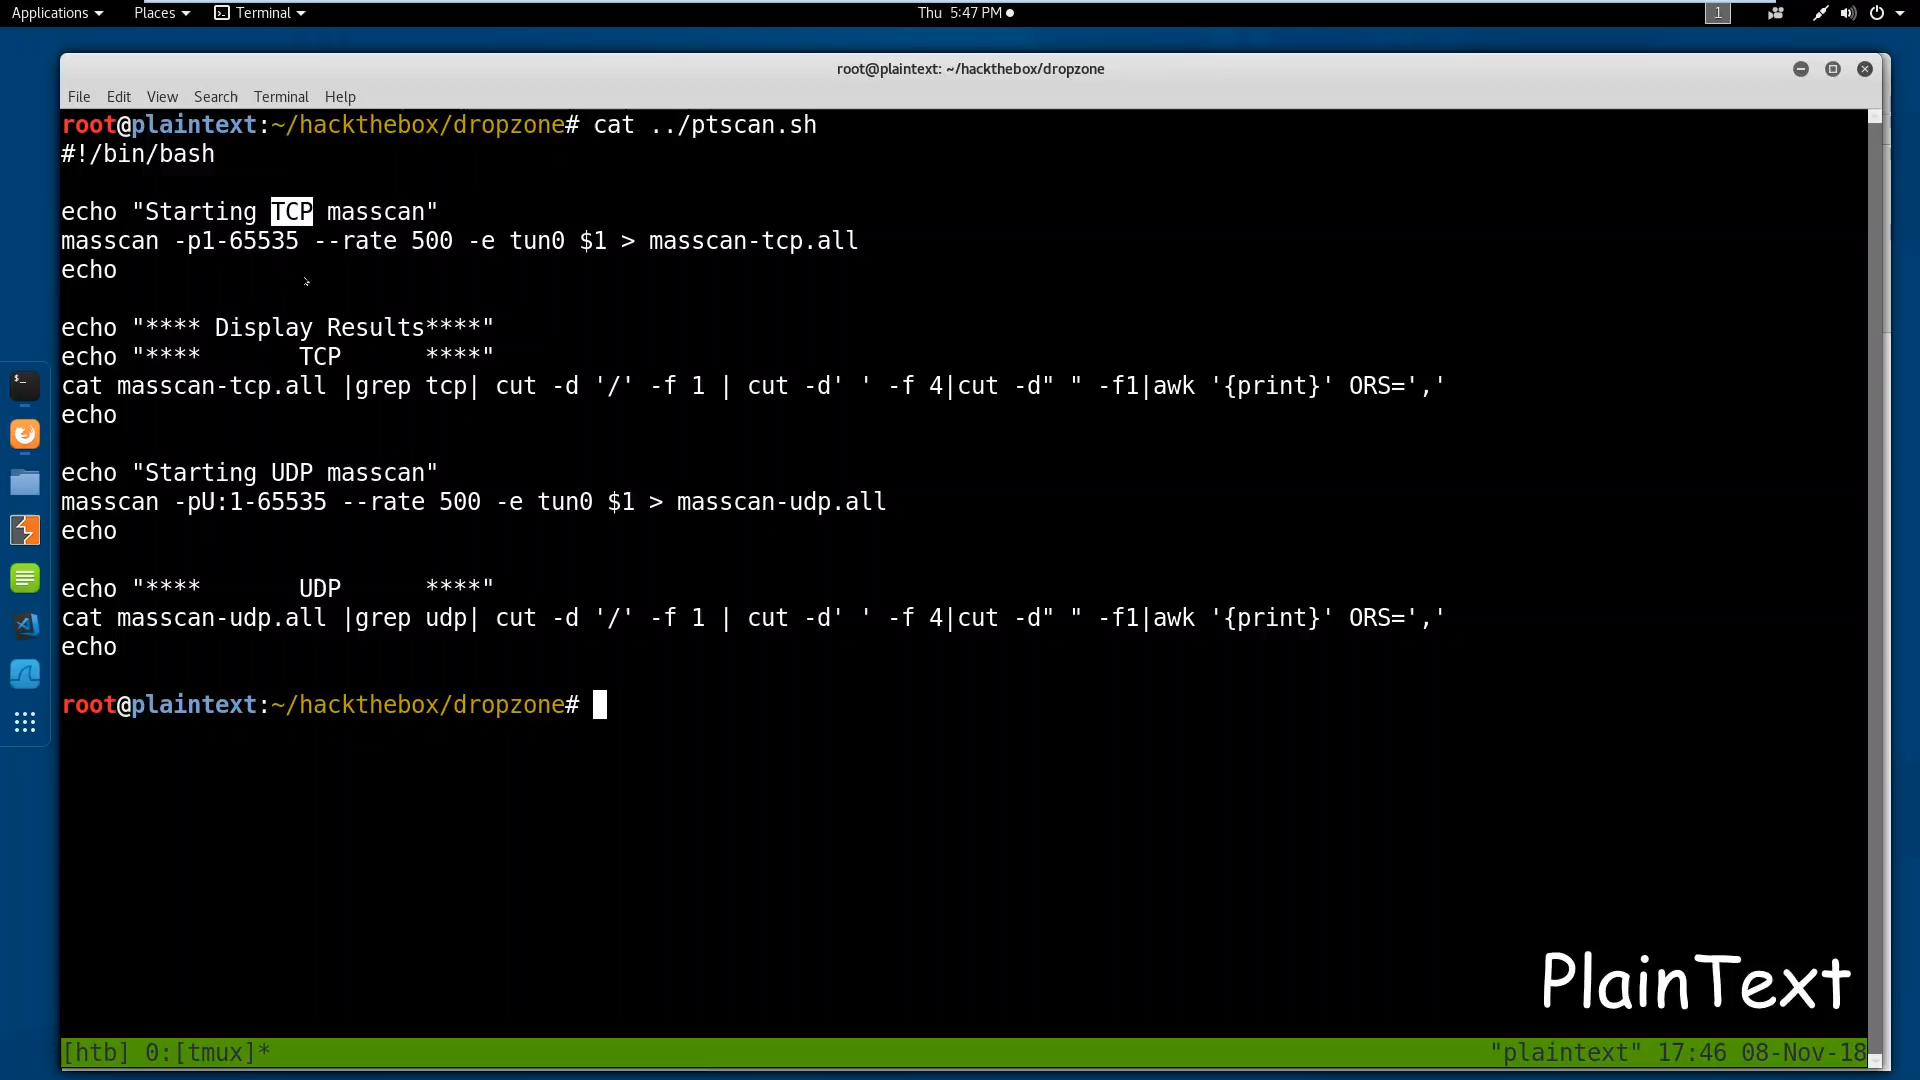 Applications Places Terminal Thu 5:47 PM 1
root@plaintext: ~/hackthebox/dropzone
File Edit View Search Terminal Help
root@plaintext:~/hackthebox/dropzone# cat ../ptscan.sh
#!/bin/bash
echo "Starting TCP masscan"
masscan -p1-65535 --rate 500 -e tun0 $1 > masscan-tcp.all
echo
echo "**** Display Results****"
echo "****       TCP      ****"
cat masscan-tcp.all |grep tcp| cut -d '/' -f 1 | cut -d' ' -f 4|cut -d" " -f1|awk '{print}' ORS=','
echo
echo "Starting UDP masscan"
masscan -pU:1-65535 --rate 500 -e tun0 $1 > masscan-udp.all
echo
echo "****       UDP      ****"
cat masscan-udp.all |grep udp| cut -d '/' -f 1 | cut -d' ' -f 4|cut -d" " -f1|awk '{print}' ORS=','
echo
root@plaintext:~/hackthebox/dropzone#
PlainText
[htb] 0:[tmux]* "plaintext" 17:46 08-Nov-18